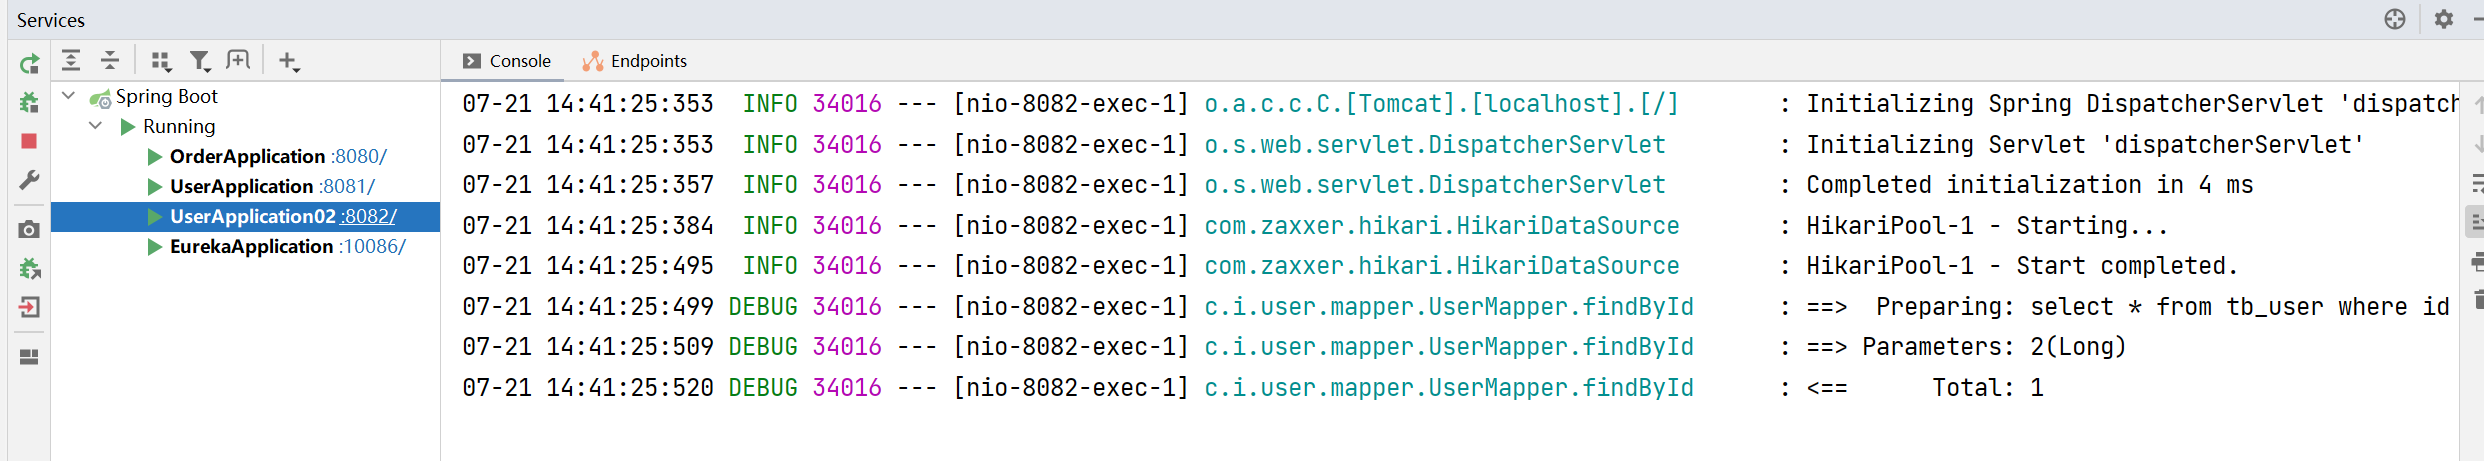 Services
Console Endpoints
Spring Boot
Running
OrderApplication :8080/
UserApplication :8081/
UserApplication02 :8082/
EurekaApplication :10086/
07-21 14:41:25:353 INFO 34016 --- [nio-8082-exec-1] o.a.c.c.C.[Tomcat].[localhost].[/] : Initializing Spring DispatcherServlet 'dispatch
07-21 14:41:25:353 INFO 34016 --- [nio-8082-exec-1] o.s.web.servlet.DispatcherServlet : Initializing Servlet 'dispatcherServlet'
07-21 14:41:25:357 INFO 34016 --- [nio-8082-exec-1] o.s.web.servlet.DispatcherServlet : Completed initialization in 4 ms
07-21 14:41:25:384 INFO 34016 --- [nio-8082-exec-1] com.zaxxer.hikari.HikariDataSource : HikariPool-1 - Starting...
07-21 14:41:25:495 INFO 34016 --- [nio-8082-exec-1] com.zaxxer.hikari.HikariDataSource : HikariPool-1 - Start completed.
07-21 14:41:25:499 DEBUG 34016 --- [nio-8082-exec-1] c.i.user.mapper.UserMapper.findById : ==> Preparing: select * from tb_user where id
07-21 14:41:25:509 DEBUG 34016 --- [nio-8082-exec-1] c.i.user.mapper.UserMapper.findById : ==> Parameters: 2(Long)
07-21 14:41:25:520 DEBUG 34016 --- [nio-8082-exec-1] c.i.user.mapper.UserMapper.findById : <== Total: 1